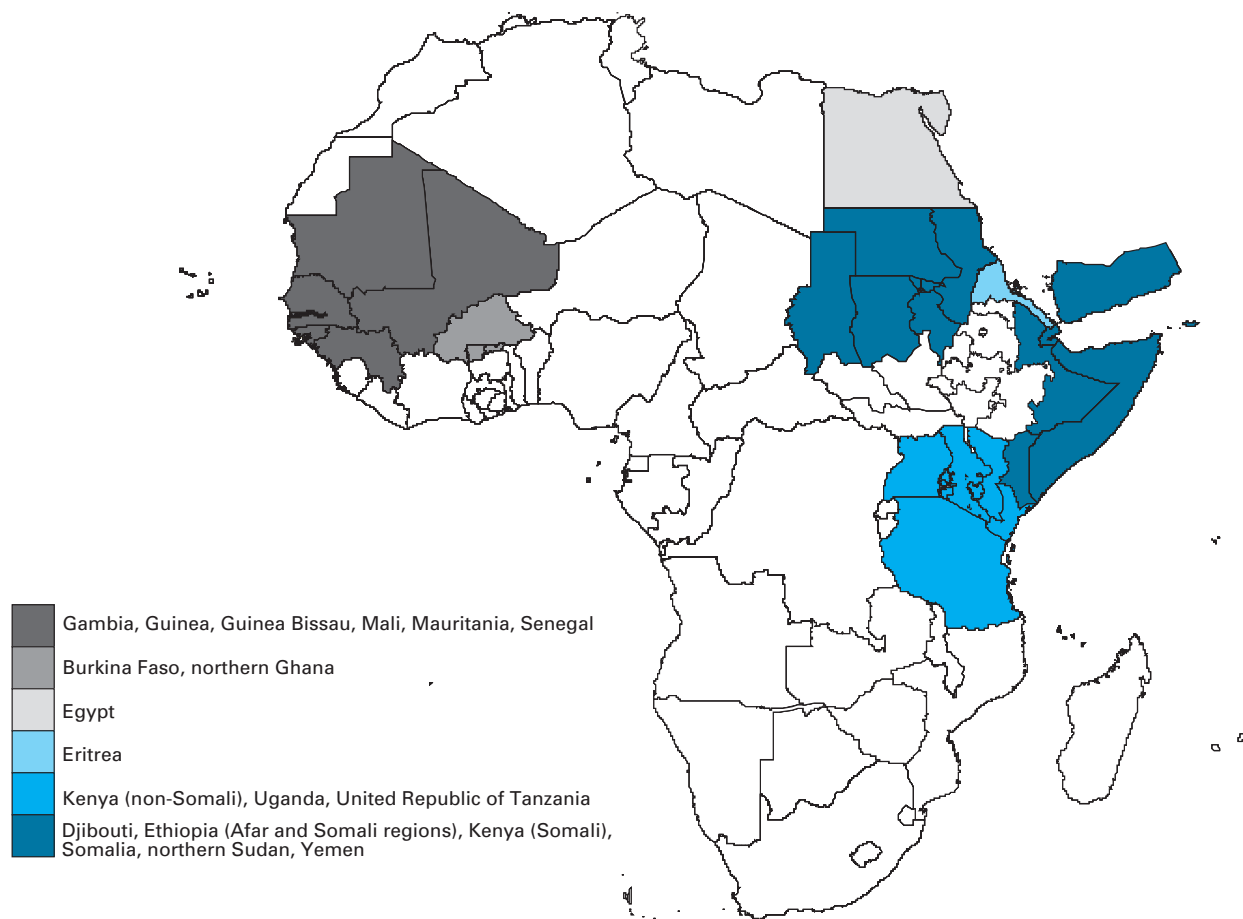 Gambia, Guinea, Guinea Bissau, Mali, Mauritania, Senegal
Burkina Faso, northern Ghana
Egypt
Eritrea
Kenya (non-Somali), Uganda, United Republic of Tanzania
Djibouti, Ethiopia (Afar and Somali regions), Kenya (Somali),
Somalia, northern Sudan, Yemen